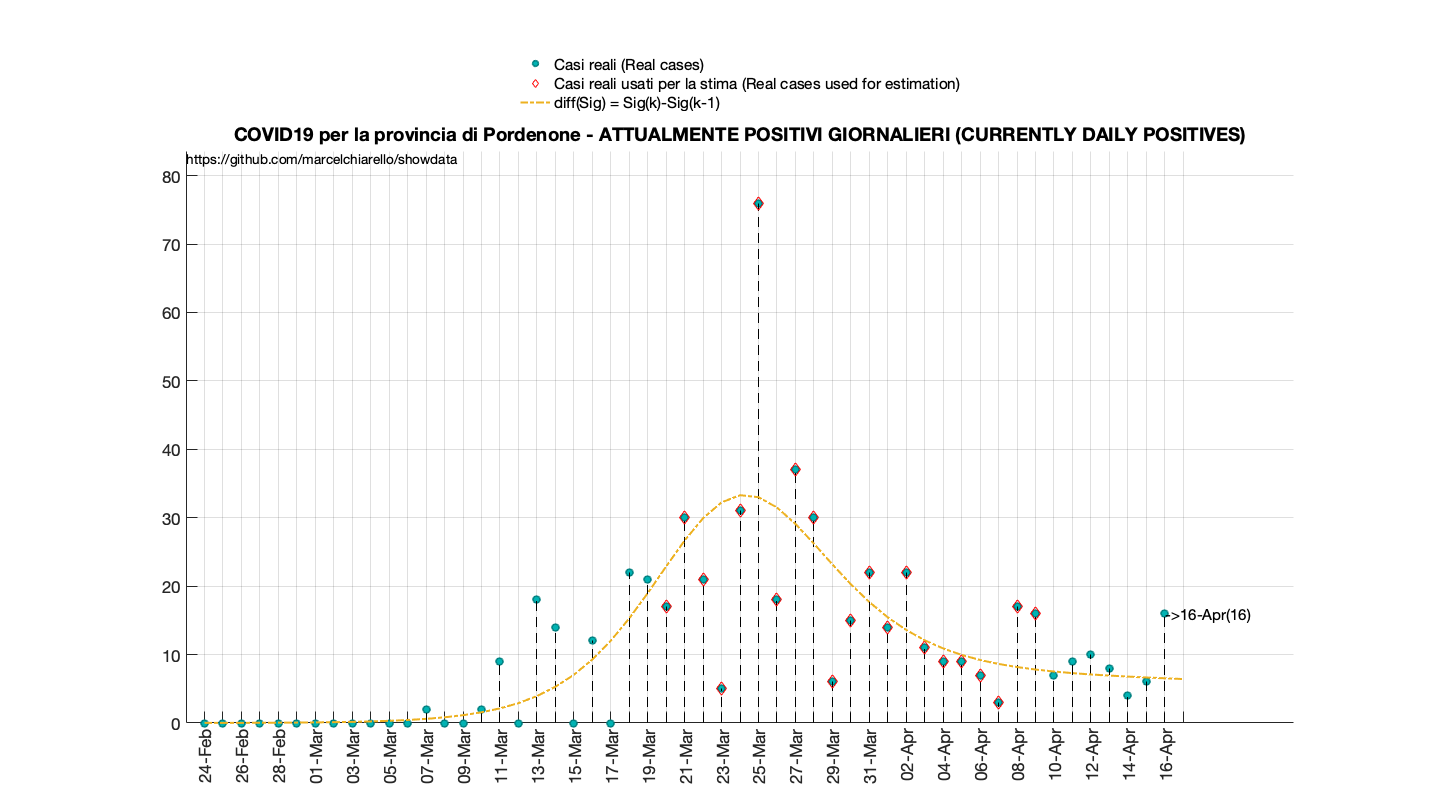 Casi reali (Real cases)
Casi reali usati per la stima (Real cases used for estimation)
diff(Sig) = Sig(k)-Sig(k-1)
COVID19 per la provincia di Pordenone - ATTUALMENTE POSITIVI GIORNALIERI (CURRENTLY DAILY POSITIVES)
https://github.com/marcelchiarello/showdata
80
70
60
50
40
30
20
10
0
->16-Apr(16)
24-Feb
26-Feb
28-Feb
01-Mar
03-Mar
05-Mar
07-Mar
09-Mar
11-Mar
13-Mar
15-Mar
17-Mar
19-Mar
21-Mar
23-Mar
25-Mar
27-Mar
29-Mar
31-Mar
02-Apr
04-Apr
06-Apr
08-Apr
10-Apr
12-Apr
14-Apr
16-Apr